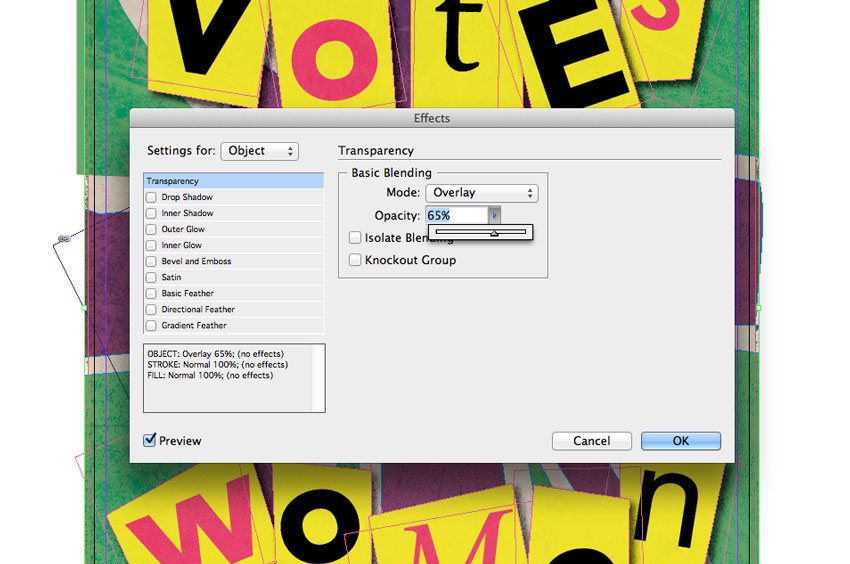 VOTES
Effects
Settings for: Object
Transparency
Transparency
Drop Shadow
Inner Shadow
Outer Glow
Inner Glow
Bevel and Emboss
Satin
Basic Feather
Directional Feather
Gradient Feather
Basic Blending
Mode: Overlay
Opacity: 65%
Isolate Blending
Knockout Group
OBJECT: Overlay 65%; (no effects)
STROKE: Normal 100%; (no effects)
FILL: Normal 100%; (no effects)
Preview
Cancel
OK
woMen